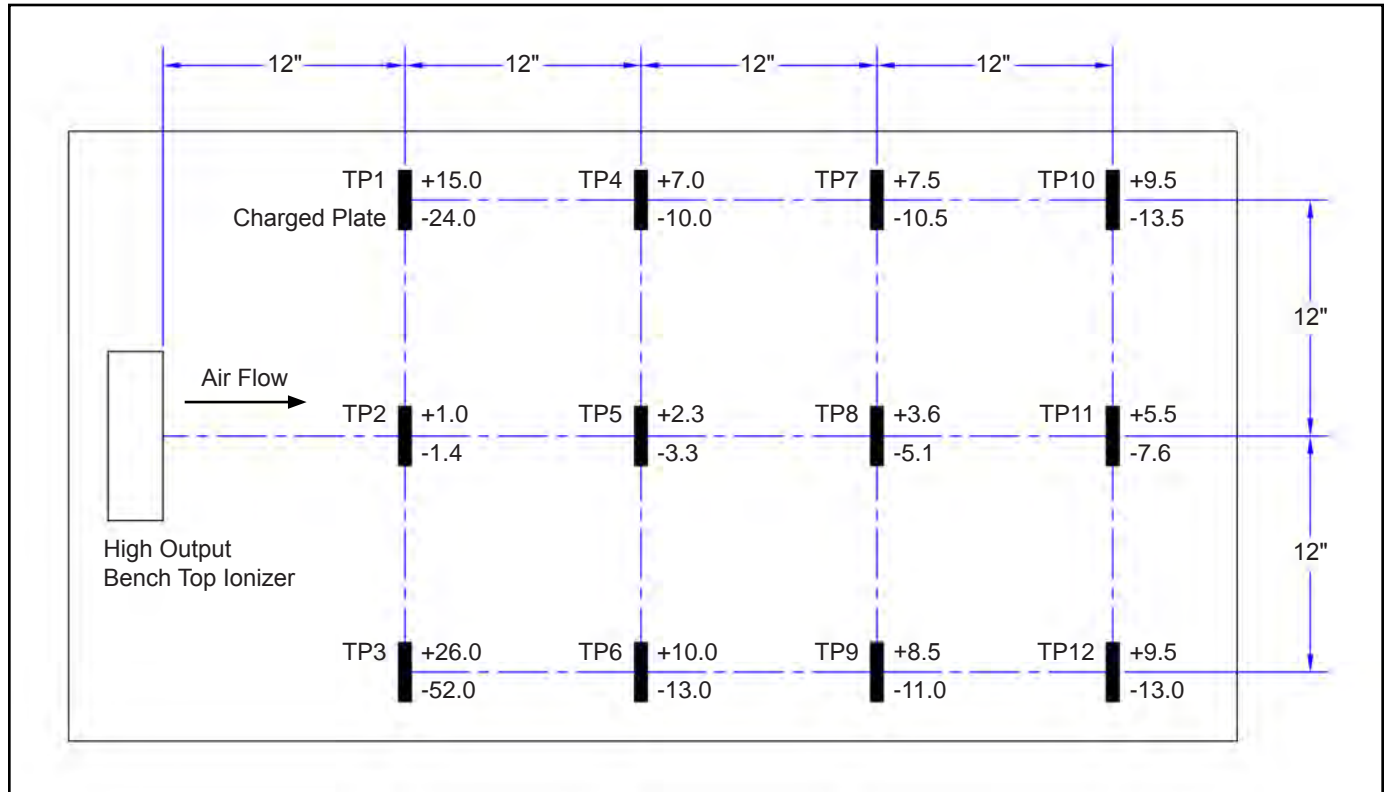 12" 12" 12" 12"
TP1 +15.0 TP4 +7.0 TP7 +7.5 TP10 +9.5
Charged Plate -24.0 -10.0 -10.5 -13.5
12"
Air Flow
TP2 +1.0 TP5 +2.3 TP8 +3.6 TP11 +5.5
-1.4 -3.3 -5.1 -7.6
High Output
Bench Top Ionizer
12"
TP3 +26.0 TP6 +10.0 TP9 +8.5 TP12 +9.5
-52.0 -13.0 -11.0 -13.0